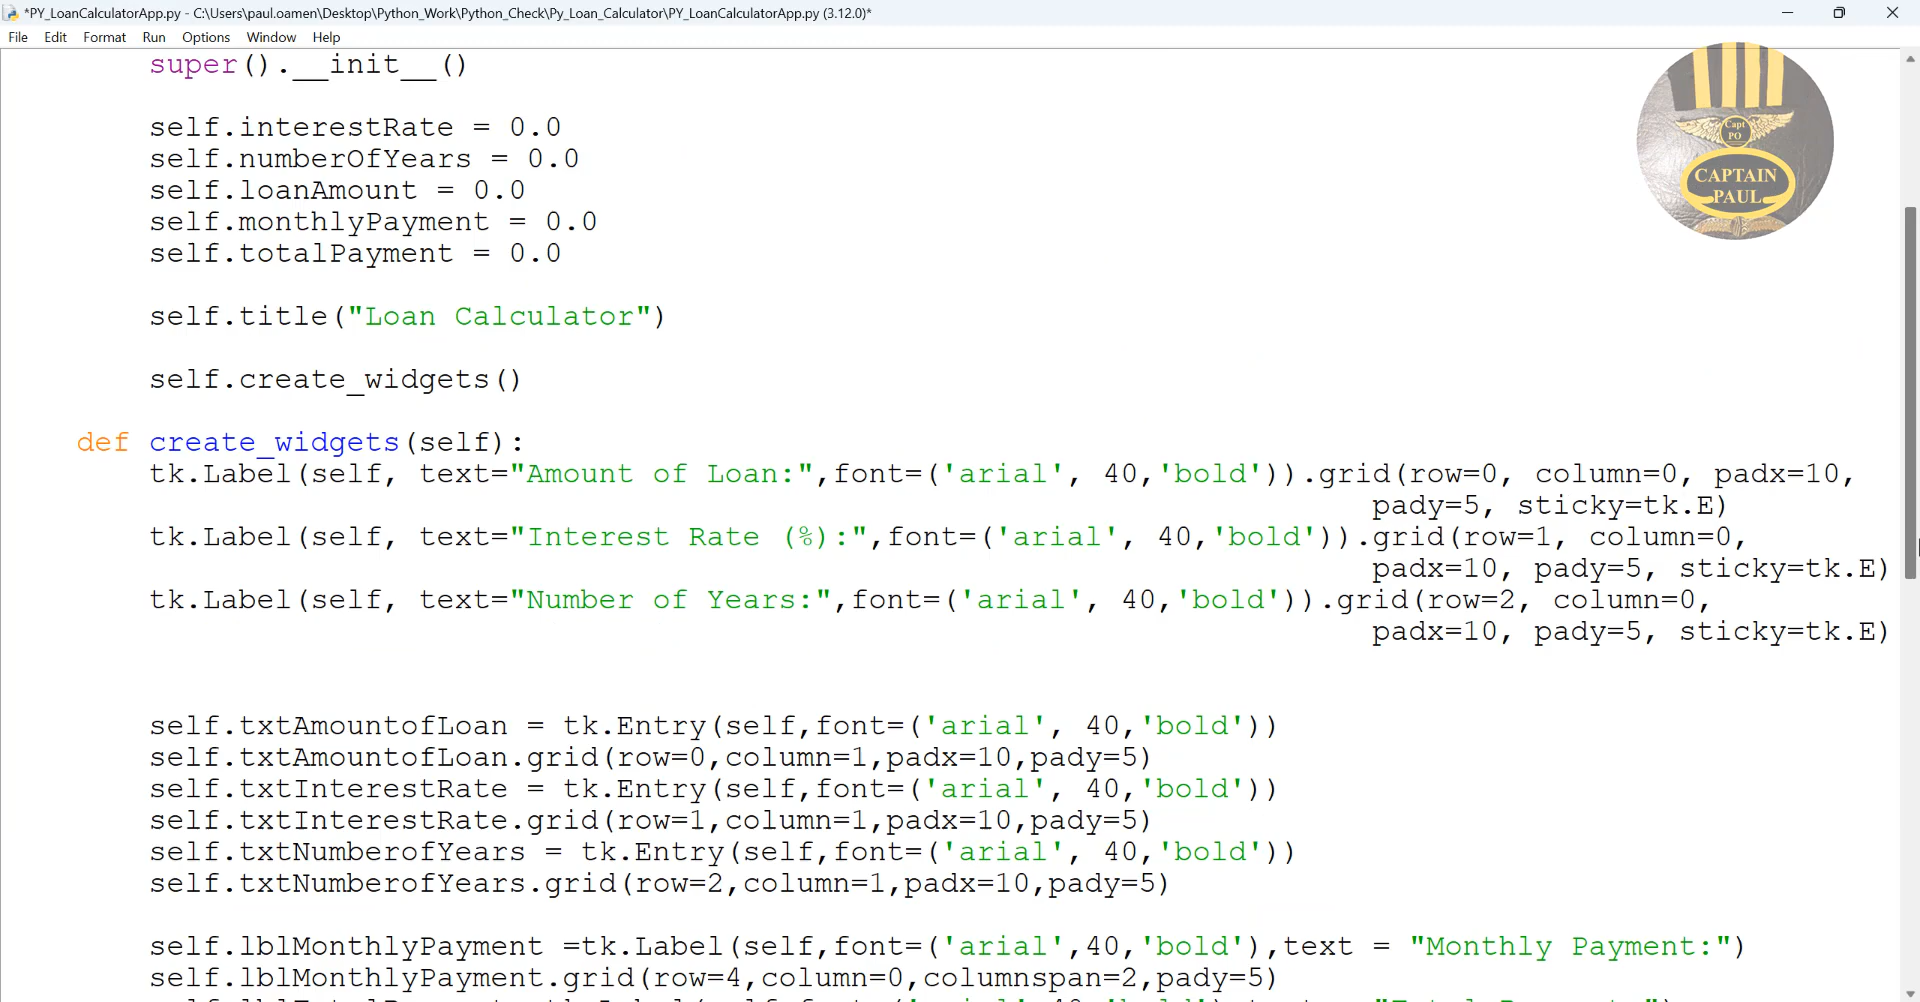 *PY_LoanCalculatorApp.py - C:\Users\paul.oamen\Desktop\Python_Work\Python_Check\Py_Loan_Calculator\PY_LoanCalculatorApp.py (3.12.0)*
File Edit Format Run Options Window Help
super().__init__()
self.interestRate = 0.0
self.numberOfYears = 0.0
self.loanAmount = 0.0
self.monthlyPayment = 0.0
self.totalPayment = 0.0
Capt
PO
CAPTAIN
PAUL
self.title("Loan Calculator")
self.create_widgets()
def create_widgets(self):
tk.Label(self, text="Amount of Loan:",font=('arial', 40,'bold')).grid(row=0, column=0, padx=10,
pady=5, sticky=tk.E)
tk.Label(self, text="Interest Rate (%):",font=('arial', 40,'bold')).grid(row=1, column=0,
padx=10, pady=5, sticky=tk.E)
tk.Label(self, text="Number of Years:",font=('arial', 40,'bold')).grid(row=2, column=0,
padx=10, pady=5, sticky=tk.E)
self.txtAmountofLoan = tk.Entry(self,font=('arial', 40,'bold'))
self.txtAmountofLoan.grid(row=0,column=1,padx=10,pady=5)
self.txtInterestRate = tk.Entry(self,font=('arial', 40,'bold'))
self.txtInterestRate.grid(row=1,column=1,padx=10,pady=5)
self.txtNumberofYears = tk.Entry(self,font=('arial', 40,'bold'))
self.txtNumberofYears.grid(row=2,column=1,padx=10,pady=5)
self.lblMonthlyPayment =tk.Label(self,font=('arial',40,'bold'),text = "Monthly Payment:")
self.lblMonthlyPayment.grid(row=4,column=0,columnspan=2,pady=5)